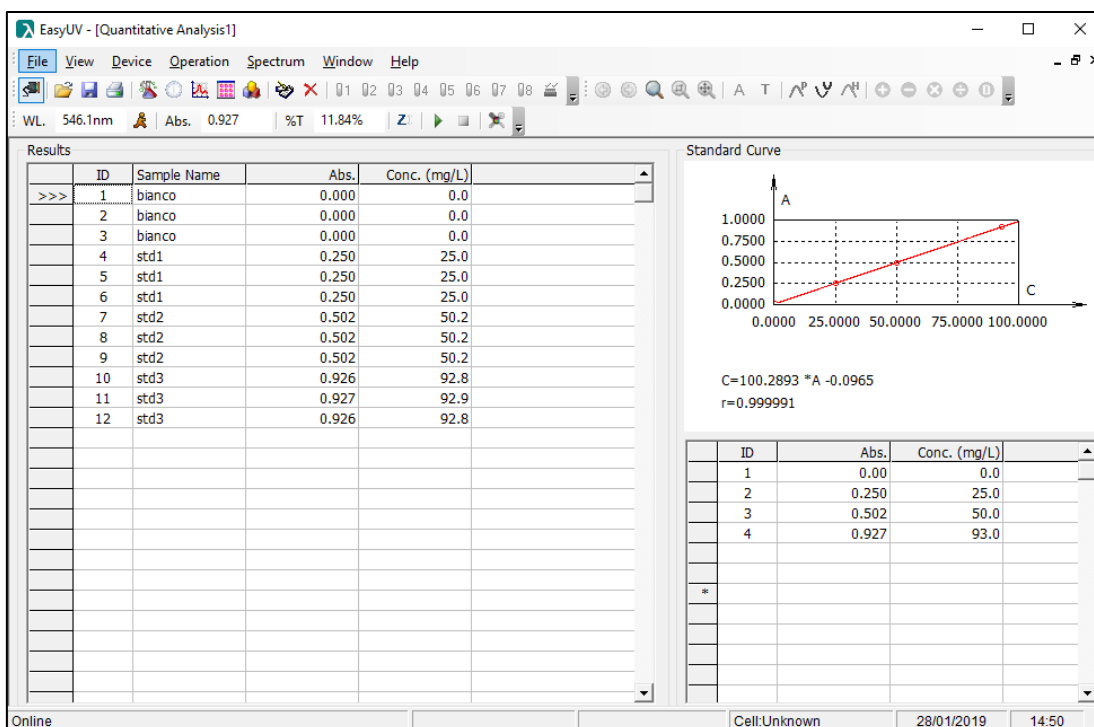 EasyUV - [Quantitative Analysis1]
File View Device Operation Spectrum Window Help
1 2 3 4 5 6 7 8 A T P V H
WL. 546.1nm Abs. 0.927 %T 11.84% Z
Results
ID Sample Name Abs. Conc. (mg/L)
>>> 1 bianco 0.000 0.0
2 bianco 0.000 0.0
3 bianco 0.000 0.0
4 std1 0.250 25.0
5 std1 0.250 25.0
6 std1 0.250 25.0
7 std2 0.502 50.2
8 std2 0.502 50.2
9 std2 0.502 50.2
10 std3 0.926 92.8
11 std3 0.927 92.9
12 std3 0.926 92.8
Standard Curve
A
1.0000
0.7500
0.5000
0.2500
0.0000
C
0.0000 25.0000 50.0000 75.0000 100.0000
C=100.2893 *A -0.0965
r=0.999991
ID Abs. Conc. (mg/L)
1 0.00 0.0
2 0.250 25.0
3 0.502 50.0
4 0.927 93.0
*
Online Cell:Unknown 28/01/2019 14:50